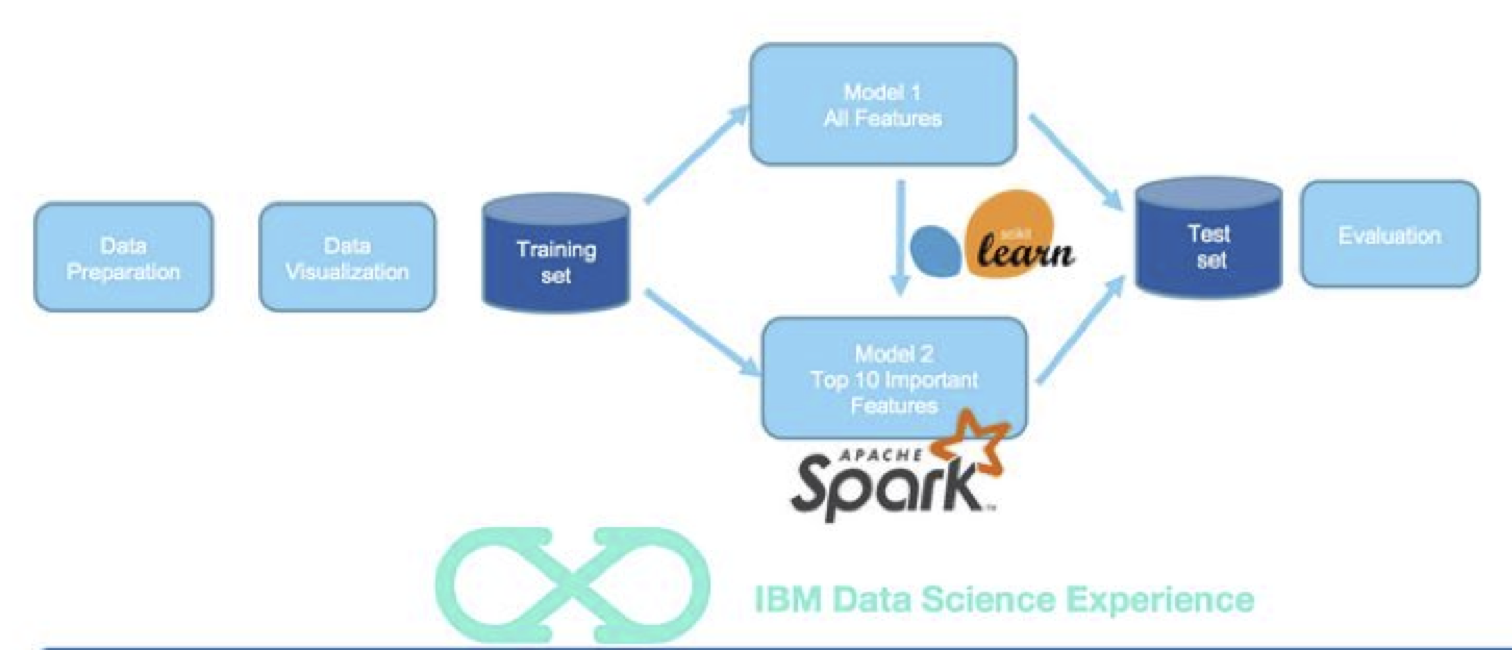 Data
Preparation
Data
Visualization
Training
set
Model 1
All Features
scikit
learn
Model 2
Top 10 Important
Features
APACHE
Spark™
Test
set
Evaluation
IBM Data Science Experience